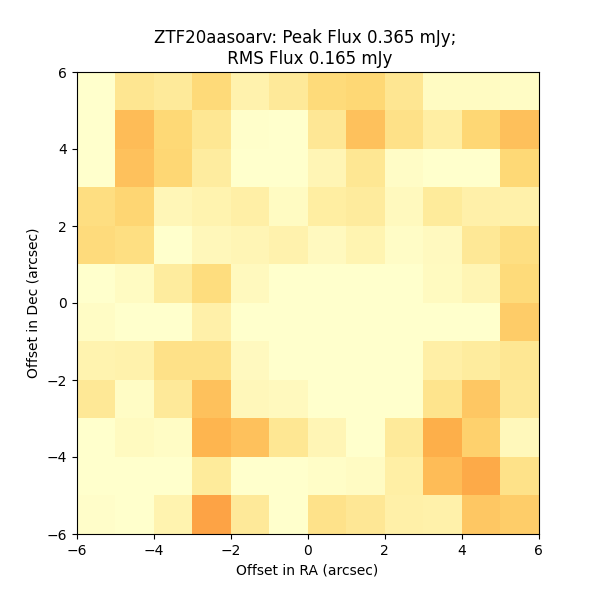 ZTF20aasoarv: Peak Flux 0.365 mJy;
RMS Flux 0.165 mJy
6
4
2
0
−2
−4
−6
Offset in Dec (arcsec)
−6 −4 −2 0 2 4 6
Offset in RA (arcsec)